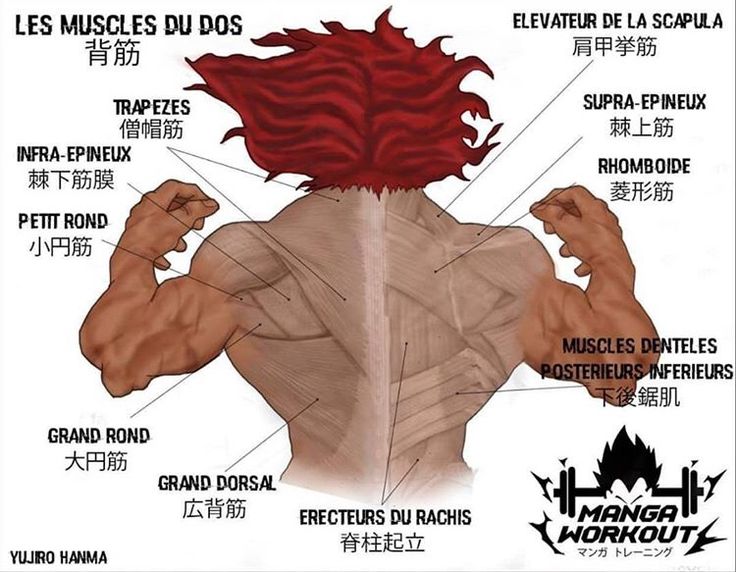 LES MUSCLES DU DOS
背筋
ELEVATEUR DE LA SCAPULA
肩甲挙筋
TRAPEZES
僧帽筋
SUPRA-EPINEUX
棘上筋
INFRA-EPINEUX
棘下筋膜
RHOMBOIDE
菱形筋
PETIT ROND
小円筋
MUSCLES DENTELES
POSTERIEURS INFERIEURS
下後鋸肌
GRAND ROND
大円筋
GRAND DORSAL
広背筋
ERECTEURS DU RACHIS
脊柱起立
MANGA
WORKOUT
マンガ トレーニング
YUJIRO HANMA